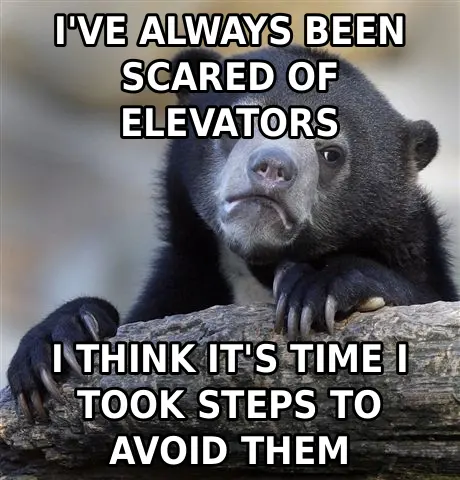 I'VE ALWAYS BEEN
SCARED OF
ELEVATORS
I THINK IT'S TIME I
TOOK STEPS TO
AVOID THEM